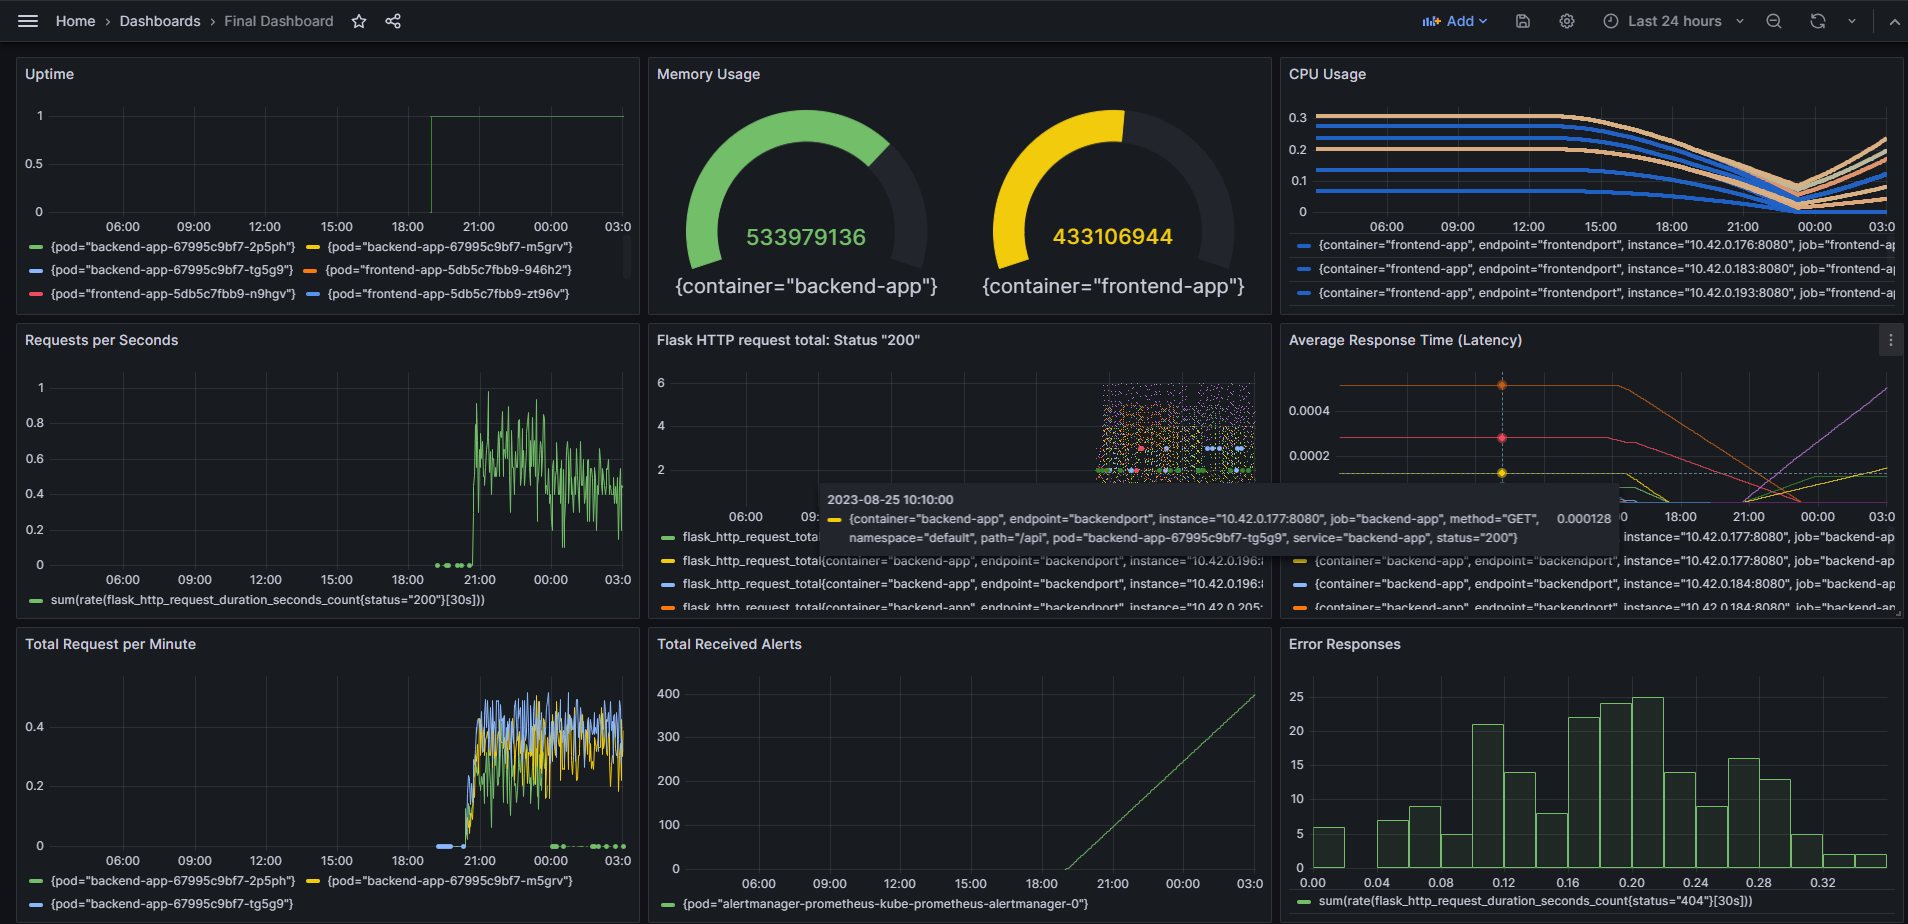 Home › Dashboards › Final Dashboard
Add
Last 24 hours
Uptime
1
0.5
0
06:00 09:00 12:00 15:00 18:00 21:00 00:00 03:0
{pod="backend-app-67995c9bf7-2p5ph"} {pod="backend-app-67995c9bf7-m5grv"}
{pod="backend-app-67995c9bf7-tg5g9"} {pod="frontend-app-5db5c7fbb9-946h2"}
{pod="frontend-app-5db5c7fbb9-n9hgv"} {pod="frontend-app-5db5c7fbb9-zt96v"}
Memory Usage
533979136
{container="backend-app"}
433106944
{container="frontend-app"}
CPU Usage
0.3
0.2
0.1
0
06:00 09:00 12:00 15:00 18:00 21:00 00:00 03:0
{container="frontend-app", endpoint="frontendport", instance="10.42.0.176:8080", job="frontend-ap
{container="frontend-app", endpoint="frontendport", instance="10.42.0.183:8080", job="frontend-ap
{container="frontend-app", endpoint="frontendport", instance="10.42.0.193:8080", job="frontend-ap
Requests per Seconds
1
0.8
0.6
0.4
0.2
0
06:00 09:00 12:00 15:00 18:00 21:00 00:00 03:0
sum(rate(flask_http_request_duration_seconds_count{status="200"}[30s]))
Flask HTTP request total: Status "200"
6
4
2
06:00 09:
flask_http_request_total
flask_http_request_total{container="backend-app", endpoint="backendport", instance="10.42.0.196:8
flask_http_request_total{container="backend-app", endpoint="backendport", instance="10.42.0.196:8
flask_http_request_total{container="backend-app", endpoint="backendport", instance="10.42.0.205:
2023-08-25 10:10:00
{container="backend-app", endpoint="backendport", instance="10.42.0.177:8080", job="backend-app", method="GET", 0.000128
namespace="default", path="/api", pod="backend-app-67995c9bf7-tg5g9", service="backend-app", status="200"}
Average Response Time (Latency)
0.0004
0.0002
00 18:00 21:00 00:00 03:0
instance="10.42.0.177:8080", job="backend-ap
{container="backend-app", endpoint="backendport", instance="10.42.0.177:8080", job="backend-ap
{container="backend-app", endpoint="backendport", instance="10.42.0.184:8080", job="backend-ap
{container="backend-app", endpoint="backendport", instance="10.42.0.184:8080", job="backend-ap
Total Request per Minute
0.4
0.2
0
06:00 09:00 12:00 15:00 18:00 21:00 00:00 03:0
{pod="backend-app-67995c9bf7-2p5ph"} {pod="backend-app-67995c9bf7-m5grv"}
{pod="backend-app-67995c9bf7-tg5g9"}
Total Received Alerts
400
300
200
100
0
06:00 09:00 12:00 15:00 18:00 21:00 00:00 03:0
{pod="alertmanager-prometheus-kube-prometheus-alertmanager-0"}
Error Responses
25
20
15
10
5
0
0.00 0.04 0.08 0.12 0.16 0.20 0.24 0.28 0.32
sum(rate(flask_http_request_duration_seconds_count{status="404"}[30s]))